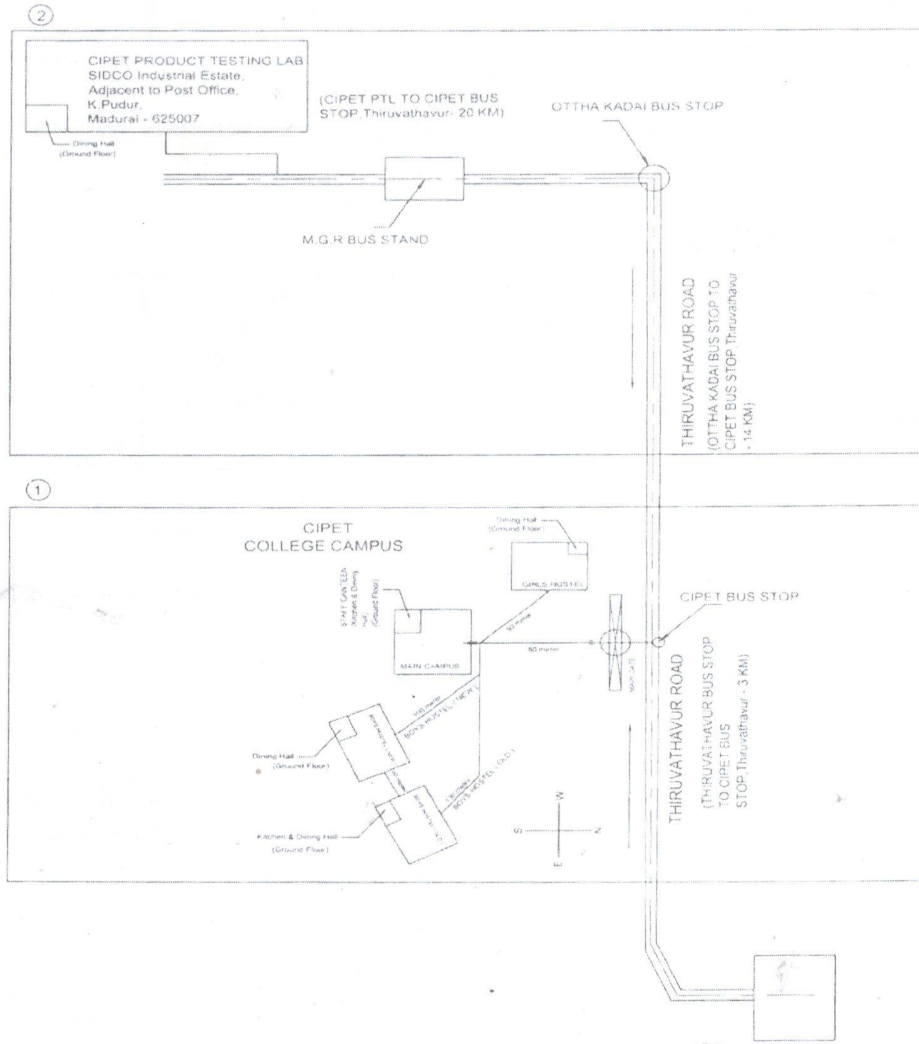 2
CIPET PRODUCT TESTING LAB
SIDCO Industrial Estate,
Adjacent to Post Office,
K.Pudur,
Madurai - 625007
Dining Hall
(Ground Floor)
(CIPET PTL TO CIPET BUS
STOP,Thiruvathavur- 20 KM)
OTTHA KADAI BUS STOP
M.G.R BUS STAND
THIRUVATHAVUR ROAD
(OTTHA KADAI BUS STOP TO
CIPET BUS STOP,Thiruvathavur
- 14 KM)
1
CIPET
COLLEGE CAMPUS
Dining Hall
(Ground Floor)
GIRLS HOSTEL
STAFF CANTEEN
(Kitchen & Dining
Hall)
(Ground Floor)
MAIN CAMPUS
50 meter
MAIN GATE
CIPET BUS STOP
THIRUVATHAVUR ROAD
(THIRUVATHAVUR BUS STOP
TO CIPET BUS
STOP,Thiruvathavur - 3 KM)
100 meter
BOYS HOSTEL (NEW)
Dining Hall
(Ground Floor)
BOYS HOSTEL (OLD)
Kitchen & Dining Hall
(Ground Floor)
W
S
N
E